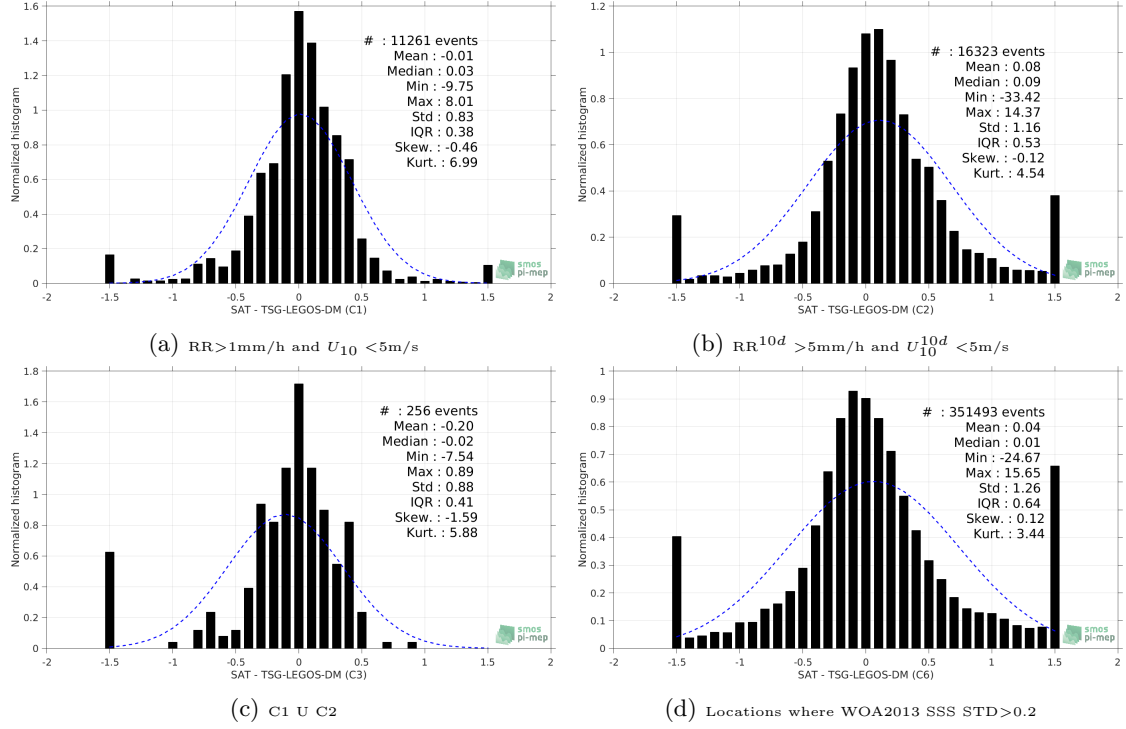 1.6
1.4
1.2
1
0.8
0.6
0.4
0.2
0
Normalized histogram
# : 11261 events
Mean : -0.01
Median : 0.03
Min : -9.75
Max : 8.01
Std : 0.83
IQR : 0.38
Skew. : -0.46
Kurt. : 6.99
smos
pi-mep
-2 -1.5 -1 -0.5 0 0.5 1 1.5 2
SAT - TSG-LEGOS-DM (C1)
(a) RR>1mm/h and U10 <5m/s
1.2
1
0.8
0.6
0.4
0.2
0
Normalized histogram
# : 16323 events
Mean : 0.08
Median : 0.09
Min : -33.42
Max : 14.37
Std : 1.16
IQR : 0.53
Skew. : -0.12
Kurt. : 4.54
smos
pi-mep
-2 -1.5 -1 -0.5 0 0.5 1 1.5 2
SAT - TSG-LEGOS-DM (C2)
(b) RR10d >5mm/h and U10d10 <5m/s
1.8
1.6
1.4
1.2
1
0.8
0.6
0.4
0.2
0
Normalized histogram
# : 256 events
Mean : -0.20
Median : -0.02
Min : -7.54
Max : 0.89
Std : 0.88
IQR : 0.41
Skew. : -1.59
Kurt. : 5.88
smos
pi-mep
-2 -1.5 -1 -0.5 0 0.5 1 1.5 2
SAT - TSG-LEGOS-DM (C3)
(c) C1 U C2
1
0.9
0.8
0.7
0.6
0.5
0.4
0.3
0.2
0.1
0
Normalized histogram
# : 351493 events
Mean : 0.04
Median : 0.01
Min : -24.67
Max : 15.65
Std : 1.26
IQR : 0.64
Skew. : 0.12
Kurt. : 3.44
smos
pi-mep
-2 -1.5 -1 -0.5 0 0.5 1 1.5 2
SAT - TSG-LEGOS-DM (C6)
(d) Locations where WOA2013 SSS STD>0.2